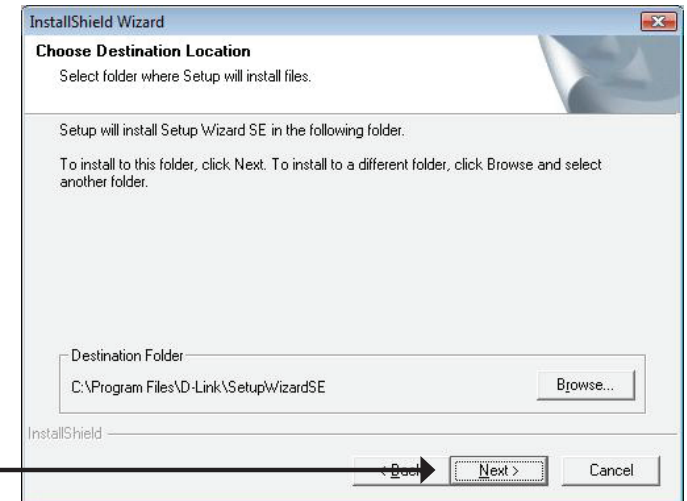 InstallShield Wizard
Choose Destination Location
Select folder where Setup will install files.
Setup will install Setup Wizard SE in the following folder.
To install to this folder, click Next. To install to a different folder, click Browse and select
another folder.
Destination Folder
C:\Program Files\D-Link\SetupWizardSE
Browse...
InstallShield
< Back
Next >
Cancel